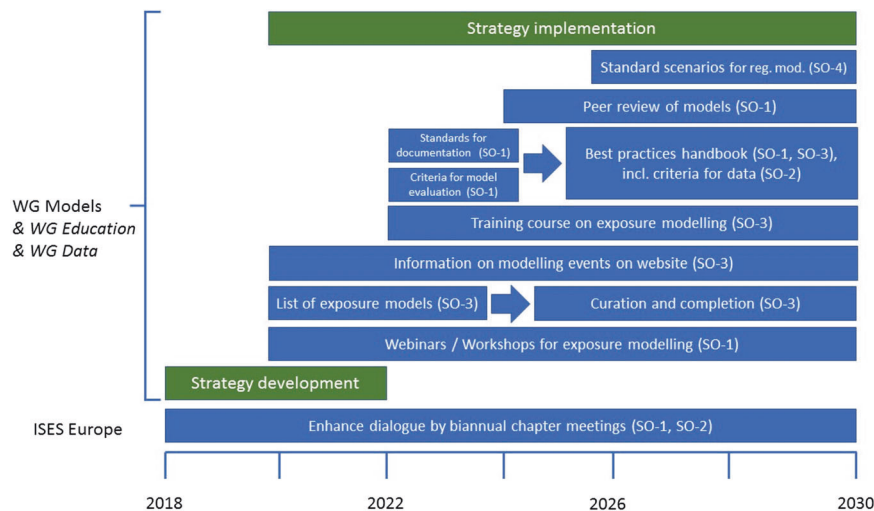 Strategy implementation
Standard scenarios for reg. mod. (SO-4)
Peer review of models (SO-1)
Standards for
documentation (SO-1)
Criteria for model
evaluation (SO-1)
Best practices handbook (SO-1, SO-3),
incl. criteria for data (SO-2)
WG Models
& WG Education
& WG Data
Training course on exposure modelling (SO-3)
Information on modelling events on website (SO-3)
List of exposure models (SO-3)
Curation and completion (SO-3)
Webinars / Workshops for exposure modelling (SO-1)
Strategy development
ISES Europe
Enhance dialogue by biannual chapter meetings (SO-1, SO-2)
2018
2022
2026
2030